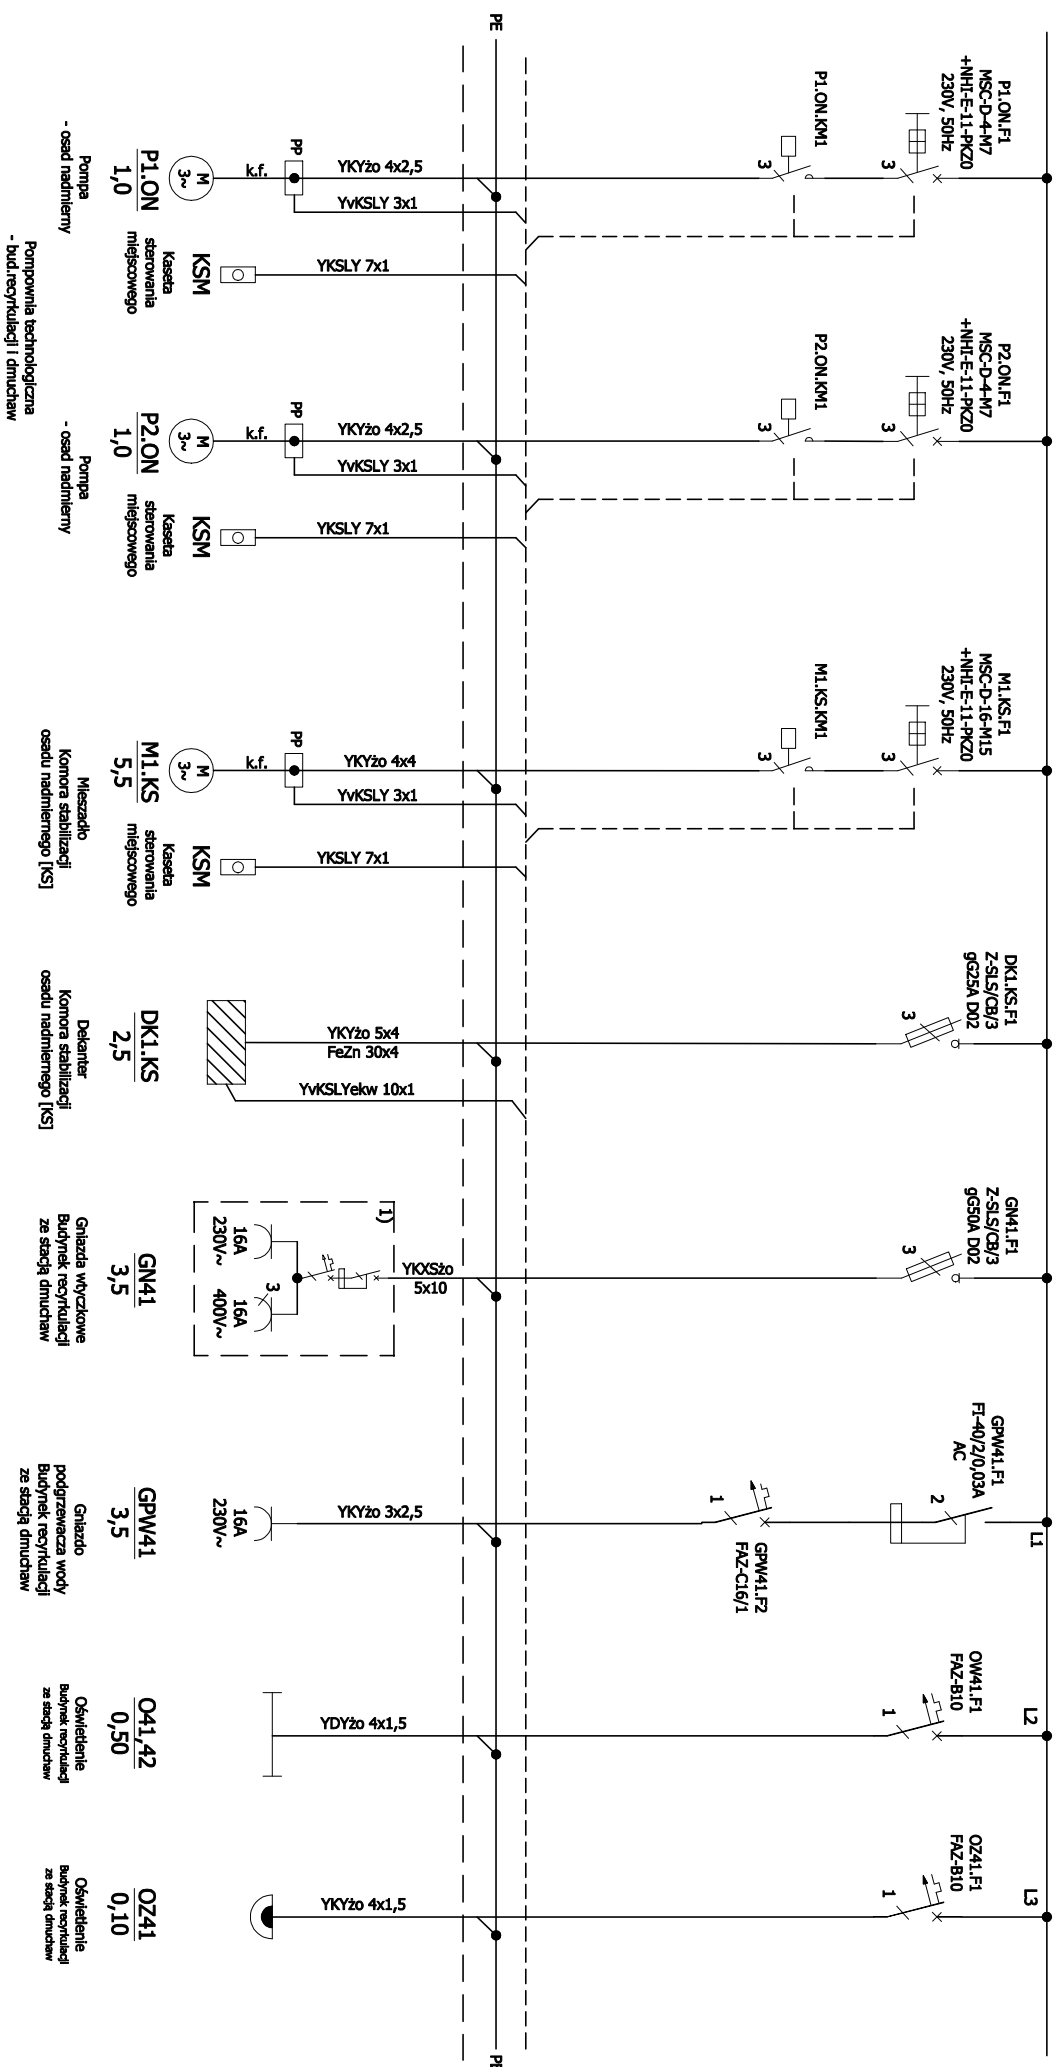 PE
P1.ON.F1
MSC-D-4-M7
+NHI-E-11-PKZ0
230V, 50Hz
3
P1.ON.KM1
3
YKYżo 4x2,5
YvKSLY 3x1
PP
k.f.
M
3~
P1.ON
1,0
Pompa
- osad nadmierny
YKSLY 7x1
KSM
Kaseta
sterowania
miejscowego
Pompownia technologiczna
- bud.recyrkulacji i dmuchaw
P2.ON.F1
MSC-D-4-M7
+NHI-E-11-PKZ0
230V, 50Hz
3
P2.ON.KM1
3
YKYżo 4x2,5
YvKSLY 3x1
PP
k.f.
M
3~
P2.ON
1,0
Pompa
- osad nadmierny
YKSLY 7x1
KSM
Kaseta
sterowania
miejscowego
M1.KS.F1
MSC-D-16-M15
+NHI-E-11-PKZ0
230V, 50Hz
3
M1.KS.KM1
3
YKYżo 4x4
YvKSLY 3x1
PP
k.f.
M
3~
M1.KS
5,5
Mieszadło
Komora stabilizacji
osadu nadmiernego [KS]
YKSLY 7x1
KSM
Kaseta
sterowania
miejscowego
DK1.KS.F1
Z-SLS/CB/3
gG25A D02
3
YKYżo 5x4
FeZn 30x4
YvKSLYekw 10x1
DK1.KS
2,5
Dekanter
Komora stabilizacji
osadu nadmiernego [KS]
GN41.F1
Z-SLS/CB/3
gG50A D02
3
YKXSżo
5x10
1)
16A
230V~
3
16A
400V~
GN41
3,5
Gniazda wtyczkowe
Budynek recyrkulacji
ze stacją dmuchaw
L1
GPW41.F1
FI-40/2/0,03A
AC
2
GPW41.F2
FAZ-C16/1
1
YKYżo 3x2,5
16A
230V~
GPW41
3,5
Gniazdo
podgrzewacza wody
Budynek recyrkulacji
ze stacją dmuchaw
L2
OW41.F1
FAZ-B10
1
YDYżo 4x1,5
O41,42
0,50
Oświetlenie
Budynek recyrkulacji
ze stacją dmuchaw
L3
OZ41.F1
FAZ-B10
1
YKYżo 4x1,5
OZ41
0,10
Oświetlenie
Budynek recyrkulacji
ze stacją dmuchaw
PE